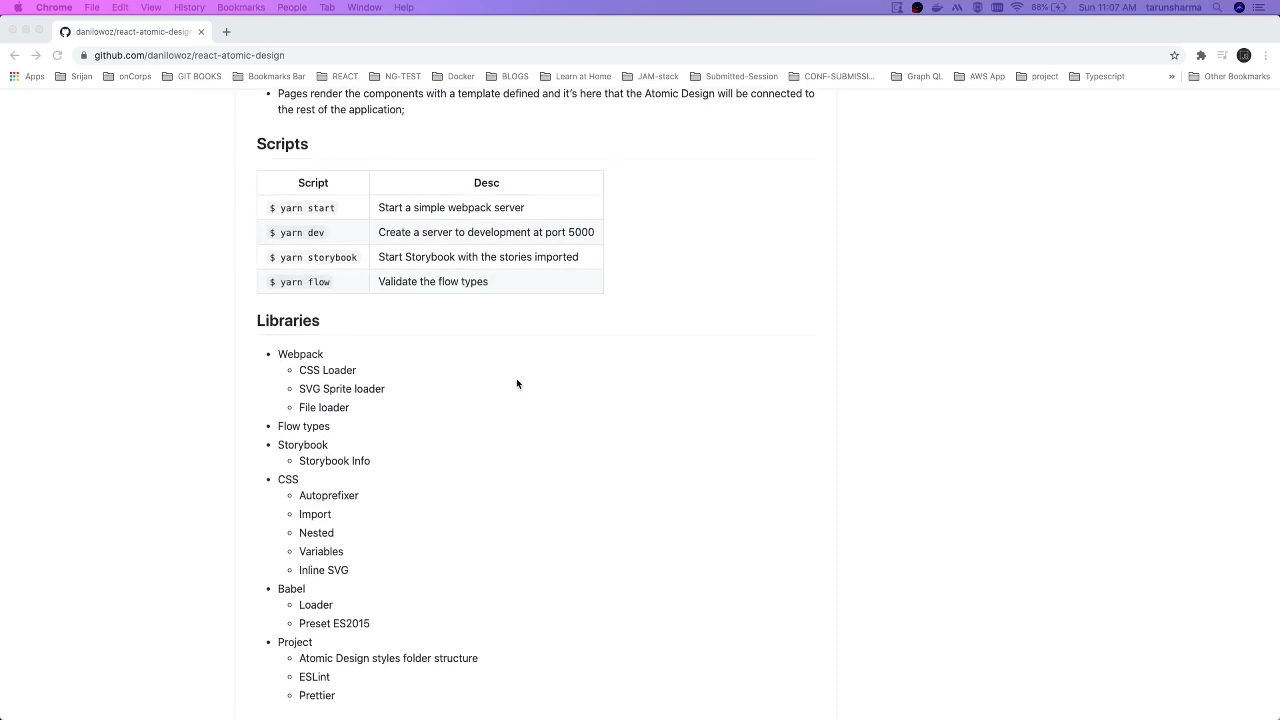 Chrome File Edit View History Bookmarks People Tab Window Help 88% Sun 11:07 AM tarunsharma
danilowoz/react-atomic-desig
github.com/danilowoz/react-atomic-design
Apps Srijan onCorps GIT BOOKS Bookmarks Bar REACT NG-TEST Docker BLOGS Learn at Home JAM-stack Submitted-Session CONF-SUBMISSI... Graph QL AWS App project Typescript » Other Bookmarks
• Pages render the components with a template defined and it's here that the Atomic Design will be connected to
the rest of the application;
Scripts
Script Desc
$ yarn start Start a simple webpack server
$ yarn dev Create a server to development at port 5000
$ yarn storybook Start Storybook with the stories imported
$ yarn flow Validate the flow types
Libraries
• Webpack
◦ CSS Loader
◦ SVG Sprite loader
◦ File loader
• Flow types
• Storybook
◦ Storybook Info
• CSS
◦ Autoprefixer
◦ Import
◦ Nested
◦ Variables
◦ Inline SVG
• Babel
◦ Loader
◦ Preset ES2015
• Project
◦ Atomic Design styles folder structure
◦ ESLint
◦ Prettier